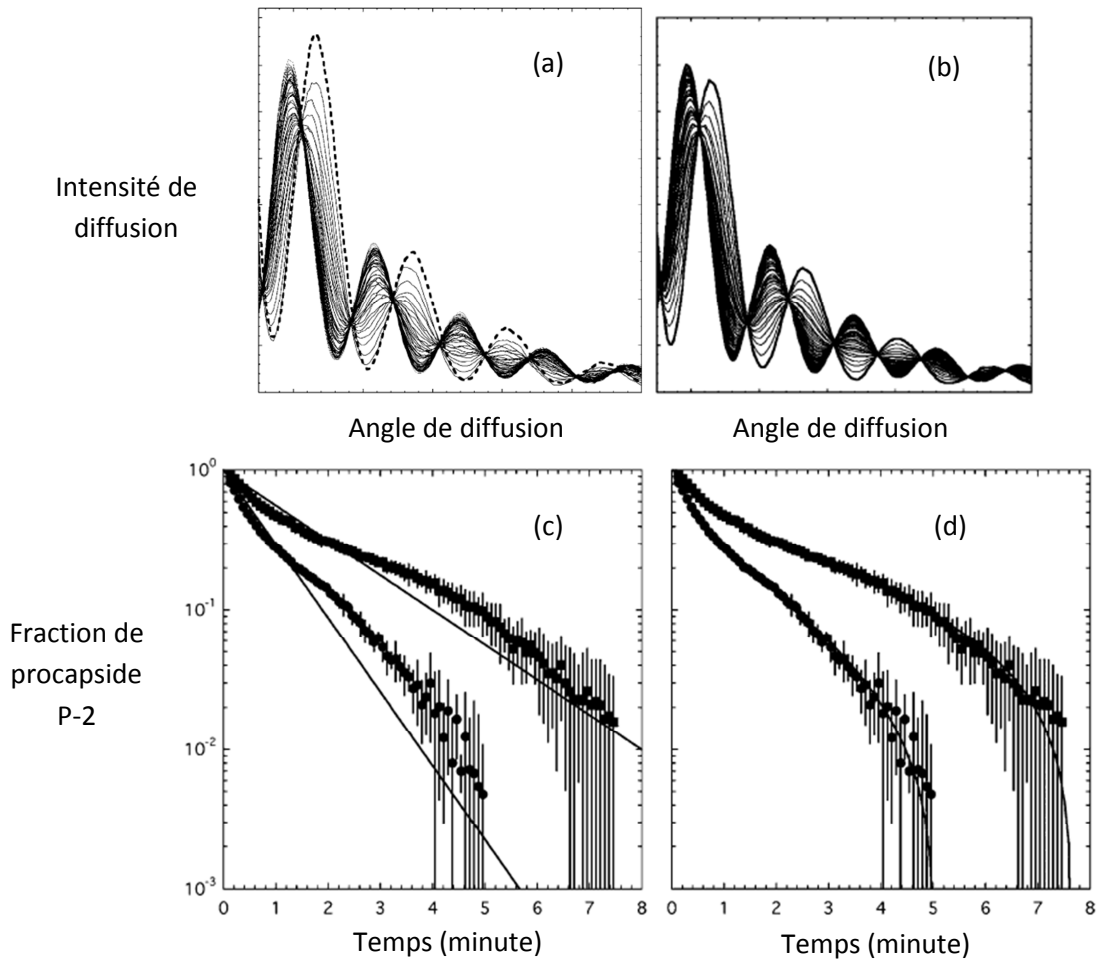 (a)
(b)
Intensité de
diffusion
Angle de diffusion
Angle de diffusion
10⁰
10⁻¹
10⁻²
10⁻³
(c)
(d)
Fraction de
procapside
P-2
0 1 2 3 4 5 6 7 8
0 1 2 3 4 5 6 7 8
Temps (minute)
Temps (minute)